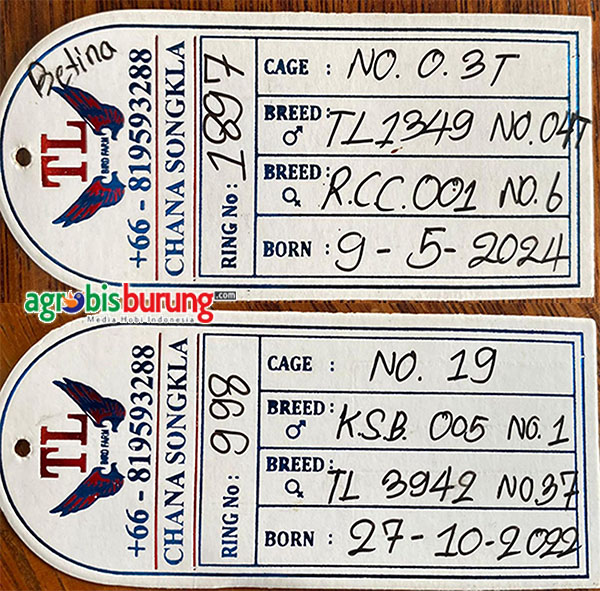 Betina
TL
BIRD FARM
+66 - 819593288
CHANA SONGKLA
RING No: 1897
CAGE : NO. 0.3T
BREED: ♂ TL1349 NO.04T
BREED: ♀ R.C.C.001 NO.6
BORN : 9 - 5 - 2024
agrobisburung.com
Media Hobi Indonesia
TL
BIRD FARM
+66 - 819593288
CHANA SONGKLA
RING No: 998
CAGE : NO. 19
BREED: ♂ K.S.B. 005 NO.1
BREED: ♀ TL 3942 NO.37
BORN : 27-10-2022